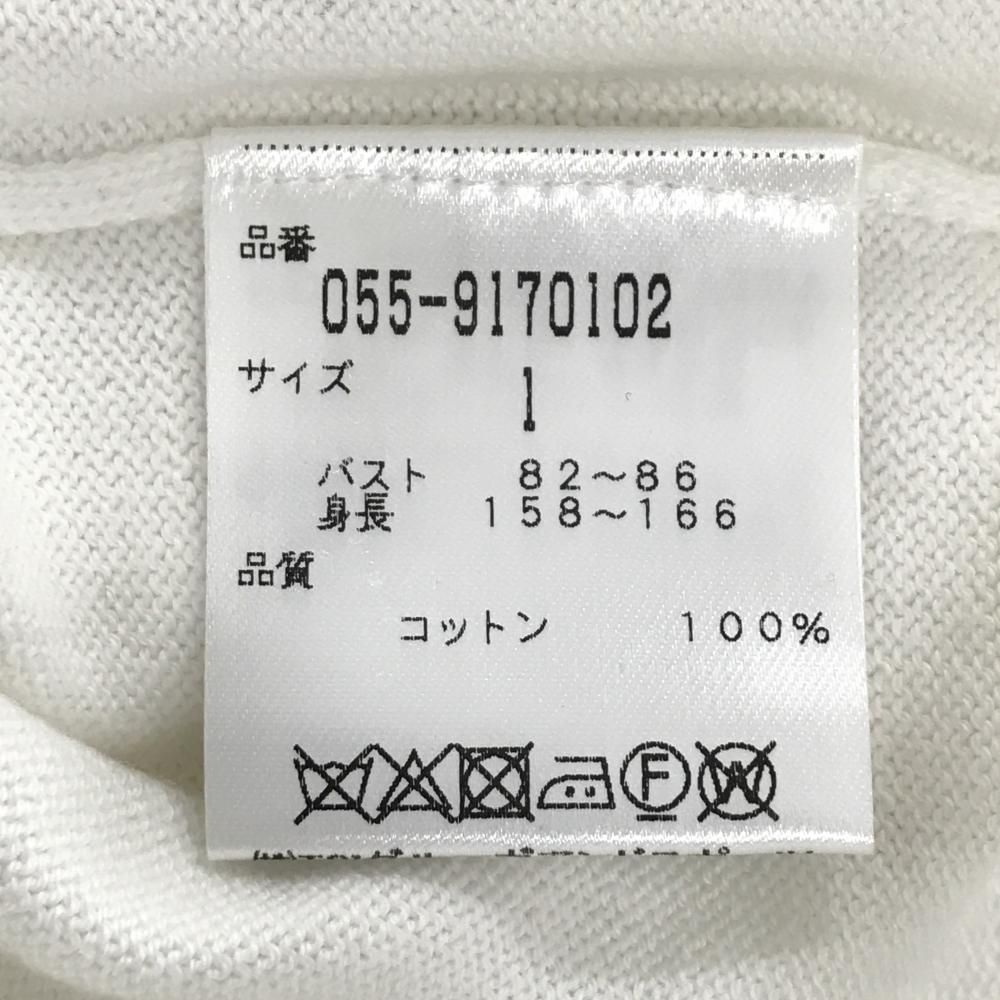 品番
055-9170102
サイズ 1
バスト 82～86
身長 158～166
品質
コットン 100%
F
W